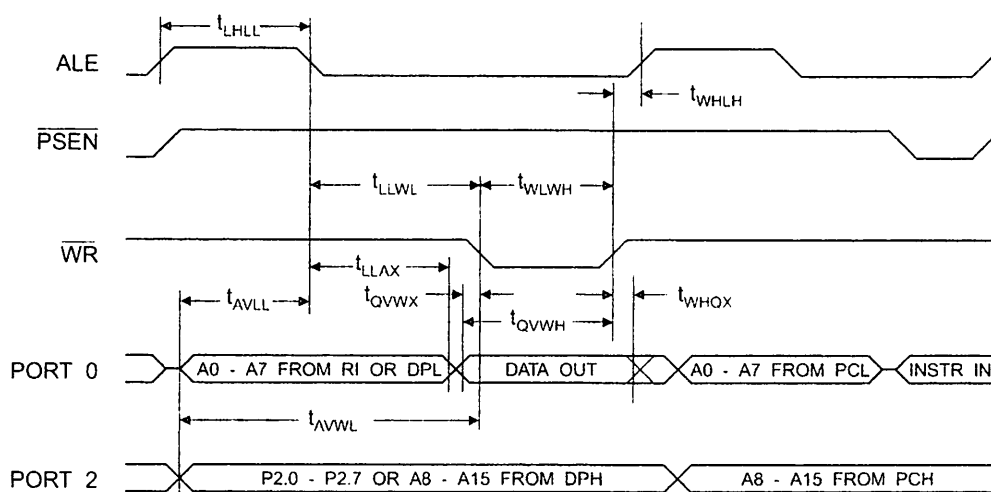 tLHLL
ALE
tWHLH
PSEN
tLLWL
tWLWH
WR
tLLAX
tAVLL
tQVWX
tWHQX
tQVWH
PORT 0
A0 - A7 FROM RI OR DPL
DATA OUT
A0 - A7 FROM PCL
INSTR IN
tAVWL
PORT 2
P2.0 - P2.7 OR A8 - A15 FROM DPH
A8 - A15 FROM PCH